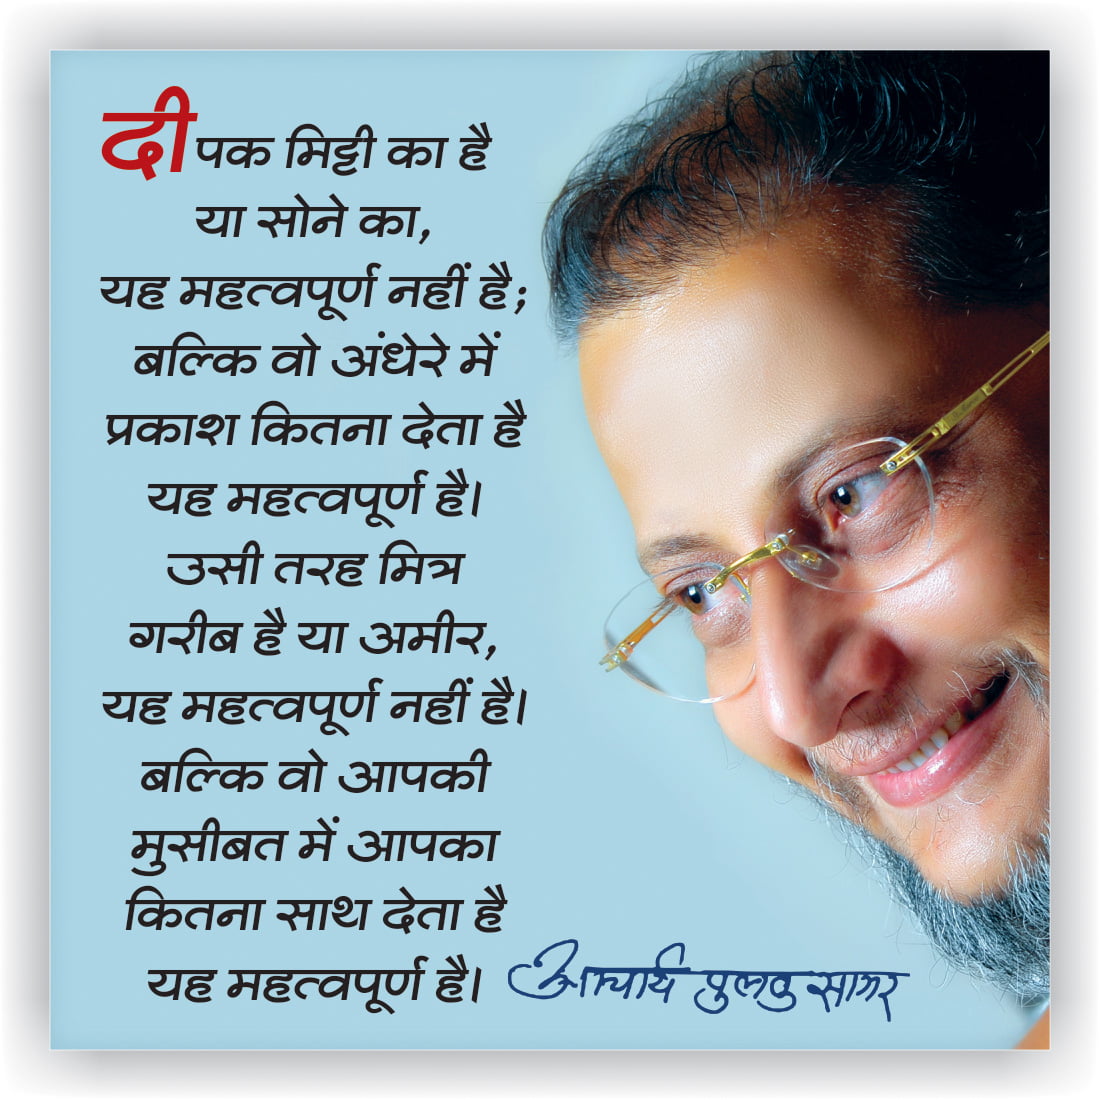 दीपक मिट्टी का है
या सोने का,
यह महत्वपूर्ण नहीं है;
बल्कि वो अंधेरे में
प्रकाश कितना देता है
यह महत्वपूर्ण है।
उसी तरह मित्र
गरीब है या अमीर,
यह महत्वपूर्ण नहीं है।
बल्कि वो आपकी
मुसीबत में आपका
कितना साथ देता है
यह महत्वपूर्ण है।
आचार्य पुलक सागर